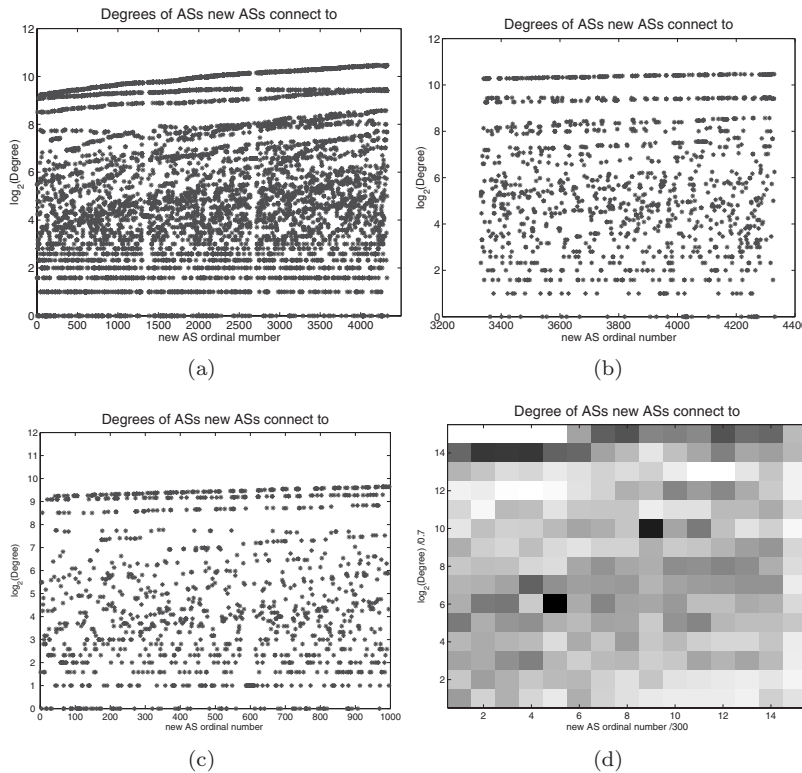 Degrees of ASs new ASs connect to
12
10
8
6
4
2
0
log2(Degree)
0 500 1000 1500 2000 2500 3000 3500 4000
new AS ordinal number
(a)
Degrees of ASs new ASs connect to
12
10
8
6
4
2
0
log2(Degree)
3200 3400 3600 3800 4000 4200 4400
new AS ordinal number
(b)
Degrees of ASs new ASs connect to
12
11
10
9
8
7
6
5
4
3
2
1
0
log2(Degree)
0 100 200 300 400 500 600 700 800 900 1000
new AS ordinal number
(c)
Degree of ASs new ASs connect to
14
12
10
8
6
4
2
log2(Degree) /0.7
2 4 6 8 10 12 14
new AS ordinal number /300
(d)